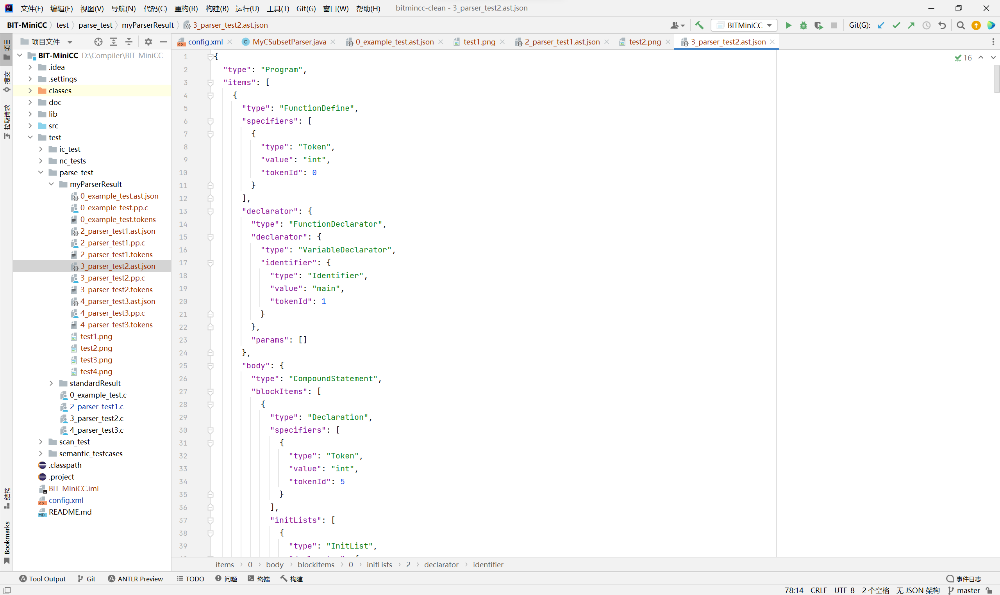 文件(F) 编辑(E) 视图(V) 导航(N) 代码(C) 重构(R) 构建(B) 运行(U) 工具(T) Git(G) 窗口(W) 帮助(H) bitmincc-clean - 3_parser_test2.ast.json
BIT-MiniCC test parse_test myParserResult 3_parser_test2.ast.json BITMiniCC Git(G):
项目文件
config.xml MyCSubsetParser.java 0_example_test.ast.json test1.png 2_parser_test1.ast.json test2.png 3_parser_test2.ast.json
项目
提交
拉取请求
结构
Bookmarks
BIT-MiniCC D:\Compiler\BIT-MiniCC
.idea
.settings
classes
doc
lib
src
test
ic_test
nc_tests
parse_test
myParserResult
0_example_test.ast.json
0_example_test.pp.c
0_example_test.tokens
2_parser_test1.ast.json
2_parser_test1.pp.c
2_parser_test1.tokens
3_parser_test2.ast.json
3_parser_test2.pp.c
3_parser_test2.tokens
4_parser_test3.ast.json
4_parser_test3.pp.c
4_parser_test3.tokens
test1.png
test2.png
test3.png
test4.png
standardResult
0_example_test.c
2_parser_test1.c
3_parser_test2.c
4_parser_test3.c
scan_test
semantic_testcases
.classpath
.project
BIT-MiniCC.iml
config.xml
README.md
16
1 {
2 "type": "Program",
3 "items": [
4 {
5 "type": "FunctionDefine",
6 "specifiers": [
7 {
8 "type": "Token",
9 "value": "int",
10 "tokenId": 0
11 }
12 ],
13 "declarator": {
14 "type": "FunctionDeclarator",
15 "declarator": {
16 "type": "VariableDeclarator",
17 "identifier": {
18 "type": "Identifier",
19 "value": "main",
20 "tokenId": 1
21 }
22 },
23 "params": []
24 },
25 "body": {
26 "type": "CompoundStatement",
27 "blockItems": [
28 {
29 "type": "Declaration",
30 "specifiers": [
31 {
32 "type": "Token",
33 "value": "int",
34 "tokenId": 5
35 }
36 ],
37 "initLists": [
38 {
39 "type": "InitList",
items 0 body blockItems 0 initLists 2 declarator identifier
Tool Output Git ANTLR Preview TODO 问题 终端 构建 事件日志
78:14 CRLF UTF-8 2 个空格 无 JSON 架构 master